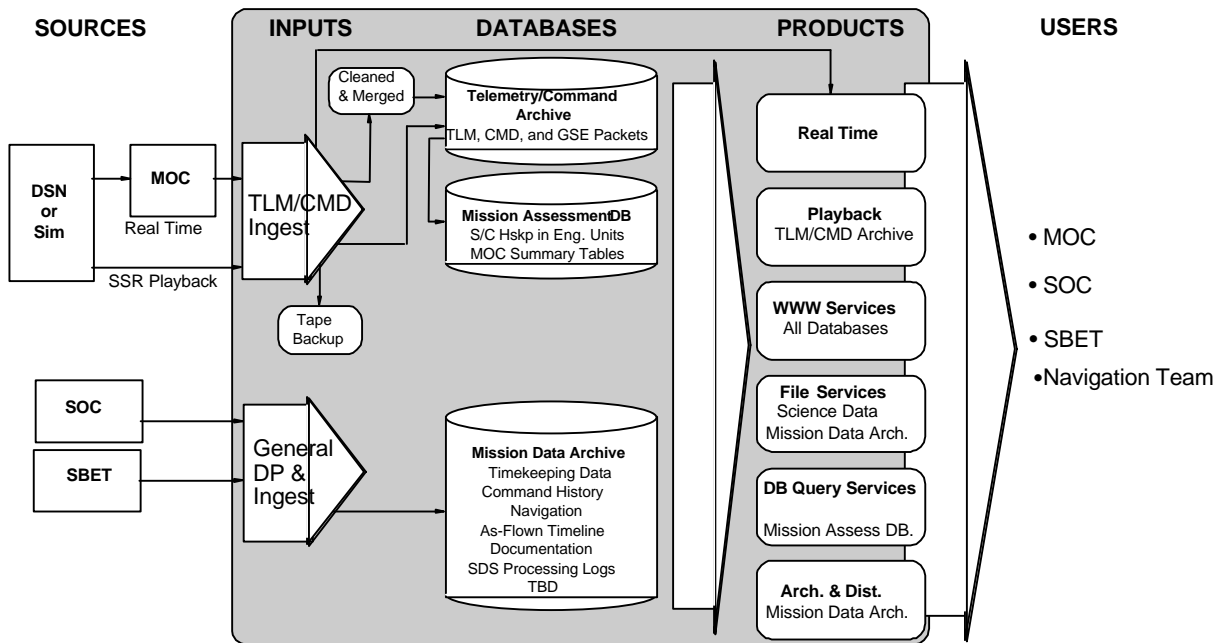 SOURCES
INPUTS
DATABASES
PRODUCTS
USERS
DSN
or
Sim
MOC
Real Time
SSR Playback
TLM/CMD
Ingest
Cleaned
& Merged
Tape
Backup
Telemetry/Command
Archive
TLM, CMD, and GSE Packets
Mission AssessmentDB
S/C Hskp in Eng. Units
MOC Summary Tables
SOC
SBET
General
DP &
Ingest
Mission Data Archive
Timekeeping Data
Command History
Navigation
As-Flown Timeline
Documentation
SDS Processing Logs
TBD
Real Time
Playback
TLM/CMD Archive
WWW Services
All Databases
File Services
Science Data
Mission Data Arch.
DB Query Services
Mission Assess DB.
Arch. & Dist.
Mission Data Arch.
• MOC
• SOC
• SBET
•Navigation Team